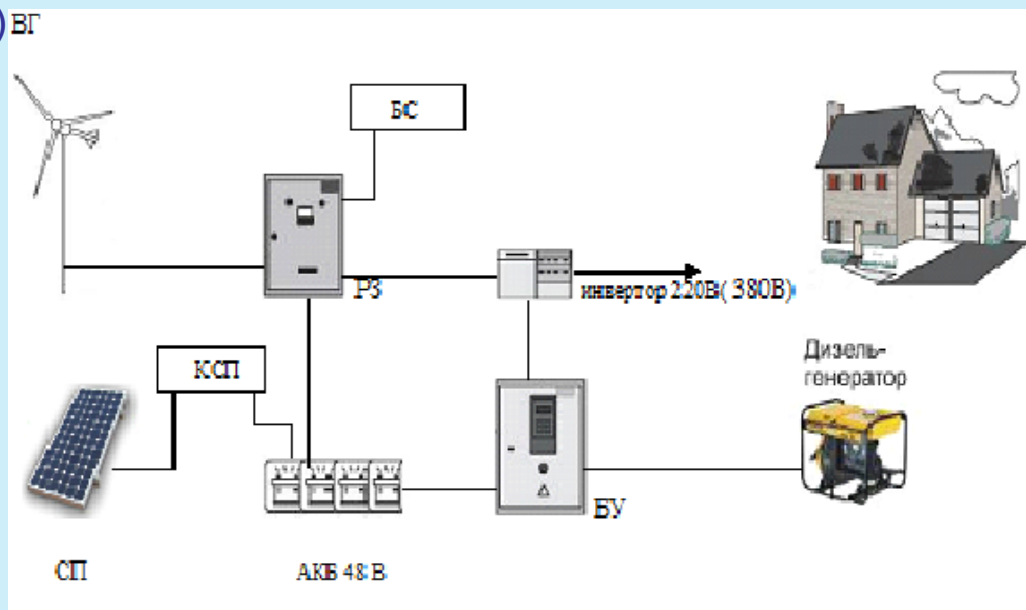 ) ВГ
БС
РЗ
инвертор 220В( 380В)
КСП
Дизель-
генератор
БУ
СП
АКБ 48 В